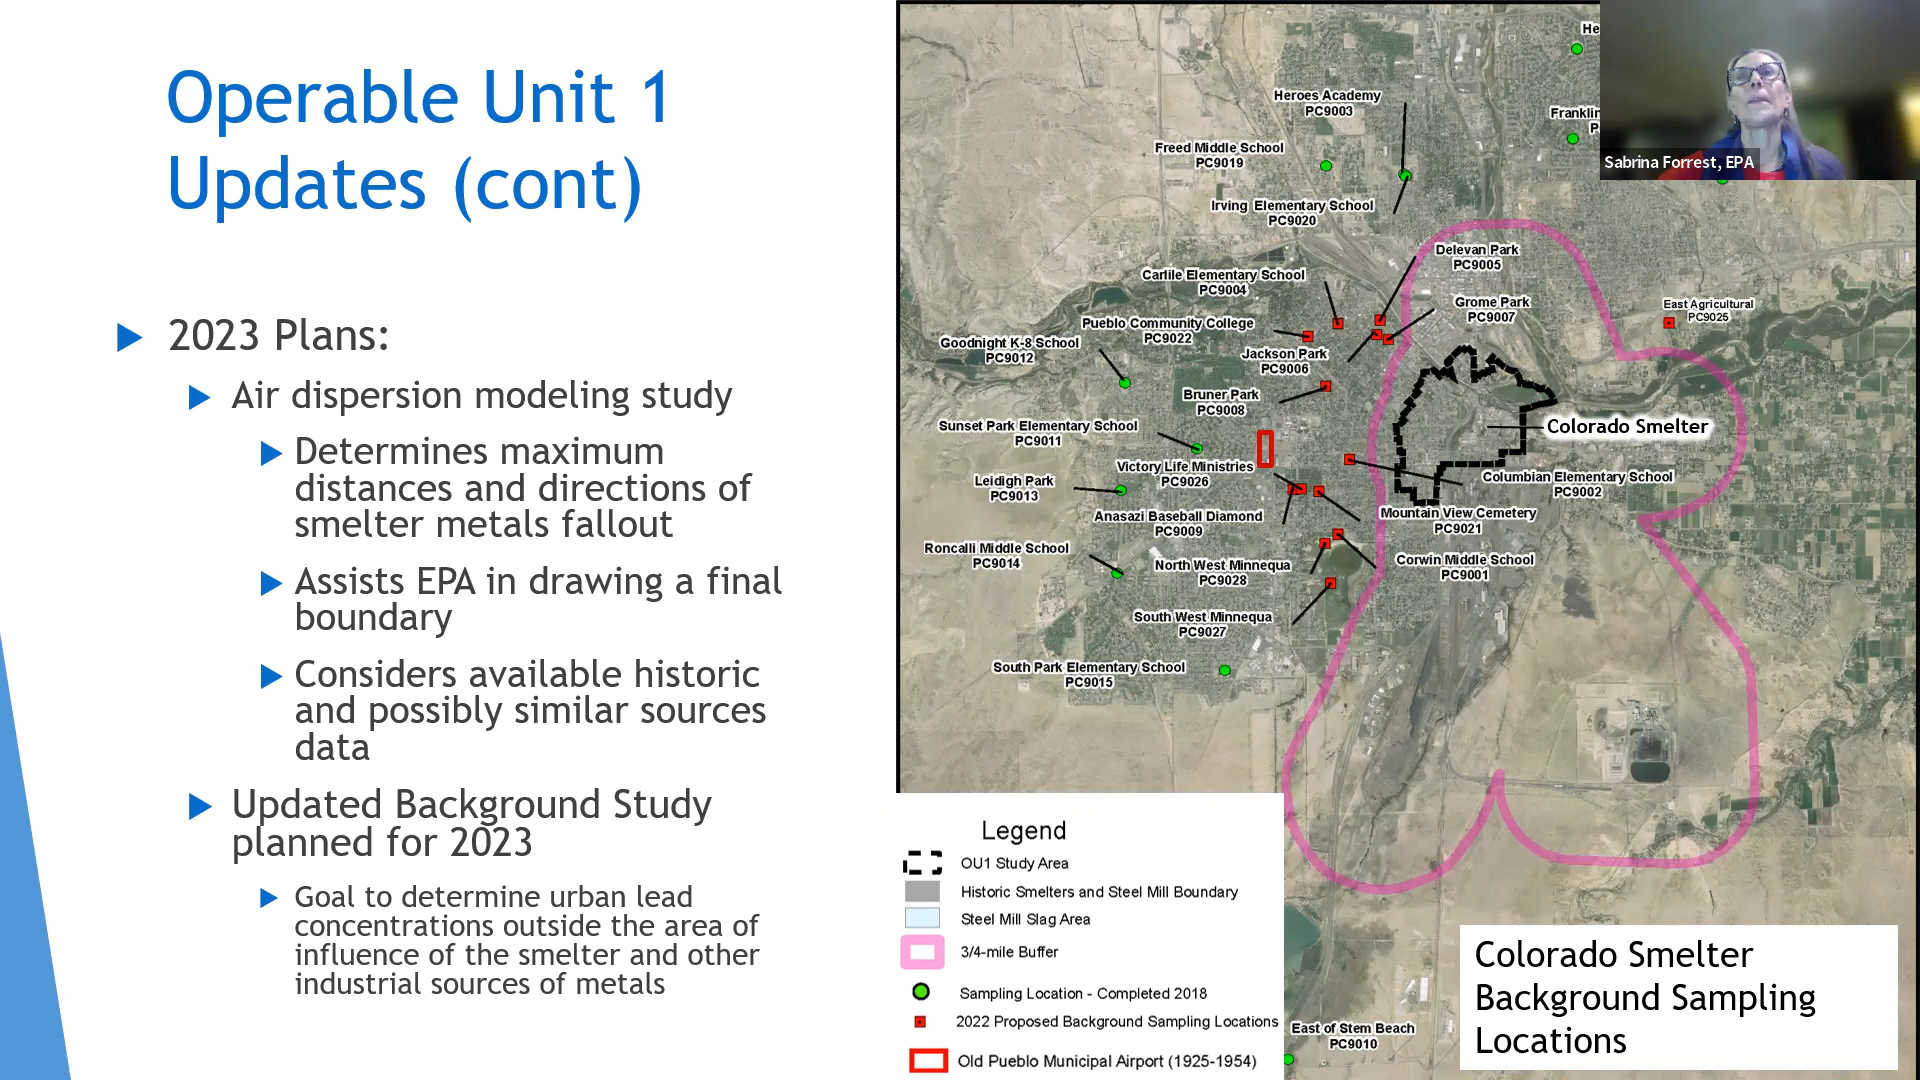 Operable Unit 1
Updates (cont)
2023 Plans:
Air dispersion modeling study
Determines maximum
distances and directions of
smelter metals fallout
Assists EPA in drawing a final
boundary
Considers available historic
and possibly similar sources
data
Updated Background Study
planned for 2023
Goal to determine urban lead
concentrations outside the area of
influence of the smelter and other
industrial sources of metals
He
Heroes Academy
PC9003
Sabrina Forrest, EPA
Freed Middle School
PC9019
Irving Elementary School
PC9020
Delevan Park
PC9005
Carlile Elementary School
PC9004
Grome Park
PC9007
East Agricultural
PC9025
Pueblo Community College
PC9022
Goodnight K-8 School
PC9012
Jackson Park
PC9006
Bruner Park
PC9008
Sunset Park Elementary School
PC9011
Colorado Smelter
Victory Life Ministries
PC9026
Leidigh Park
PC9013
Columbian Elementary School
PC9002
Anasazi Baseball Diamond
PC9009
Mountain View Cemetery
PC9021
Roncalli Middle School
PC9014
North West Minnequa
PC9028
Corwin Middle School
PC9001
South West Minnequa
PC9027
South Park Elementary School
PC9015
Legend
OU1 Study Area
Historic Smelters and Steel Mill Boundary
Steel Mill Slag Area
3/4-mile Buffer
Sampling Location - Completed 2018
2022 Proposed Background Sampling Locations
Old Pueblo Municipal Airport (1925-1954)
East of Stem Beach
PC9010
Colorado Smelter
Background Sampling
Locations